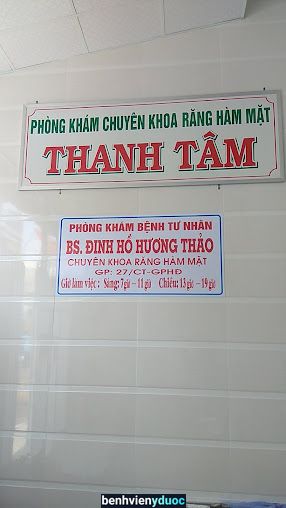 PHÒNG KHÁM CHUYÊN KHOA RĂNG HÀM MẶT
THANH TÂM
PHÒNG KHÁM BỆNH TƯ NHÂN
BS. ĐINH HỒ HƯƠNG THẢO
CHUYÊN KHOA RĂNG HÀM MẶT
GP: 27/CT-GPHĐ
Giờ làm việc: Sáng: 7 giờ - 11 giờ Chiều: 13 giờ - 19 giờ
benhvienyduoc